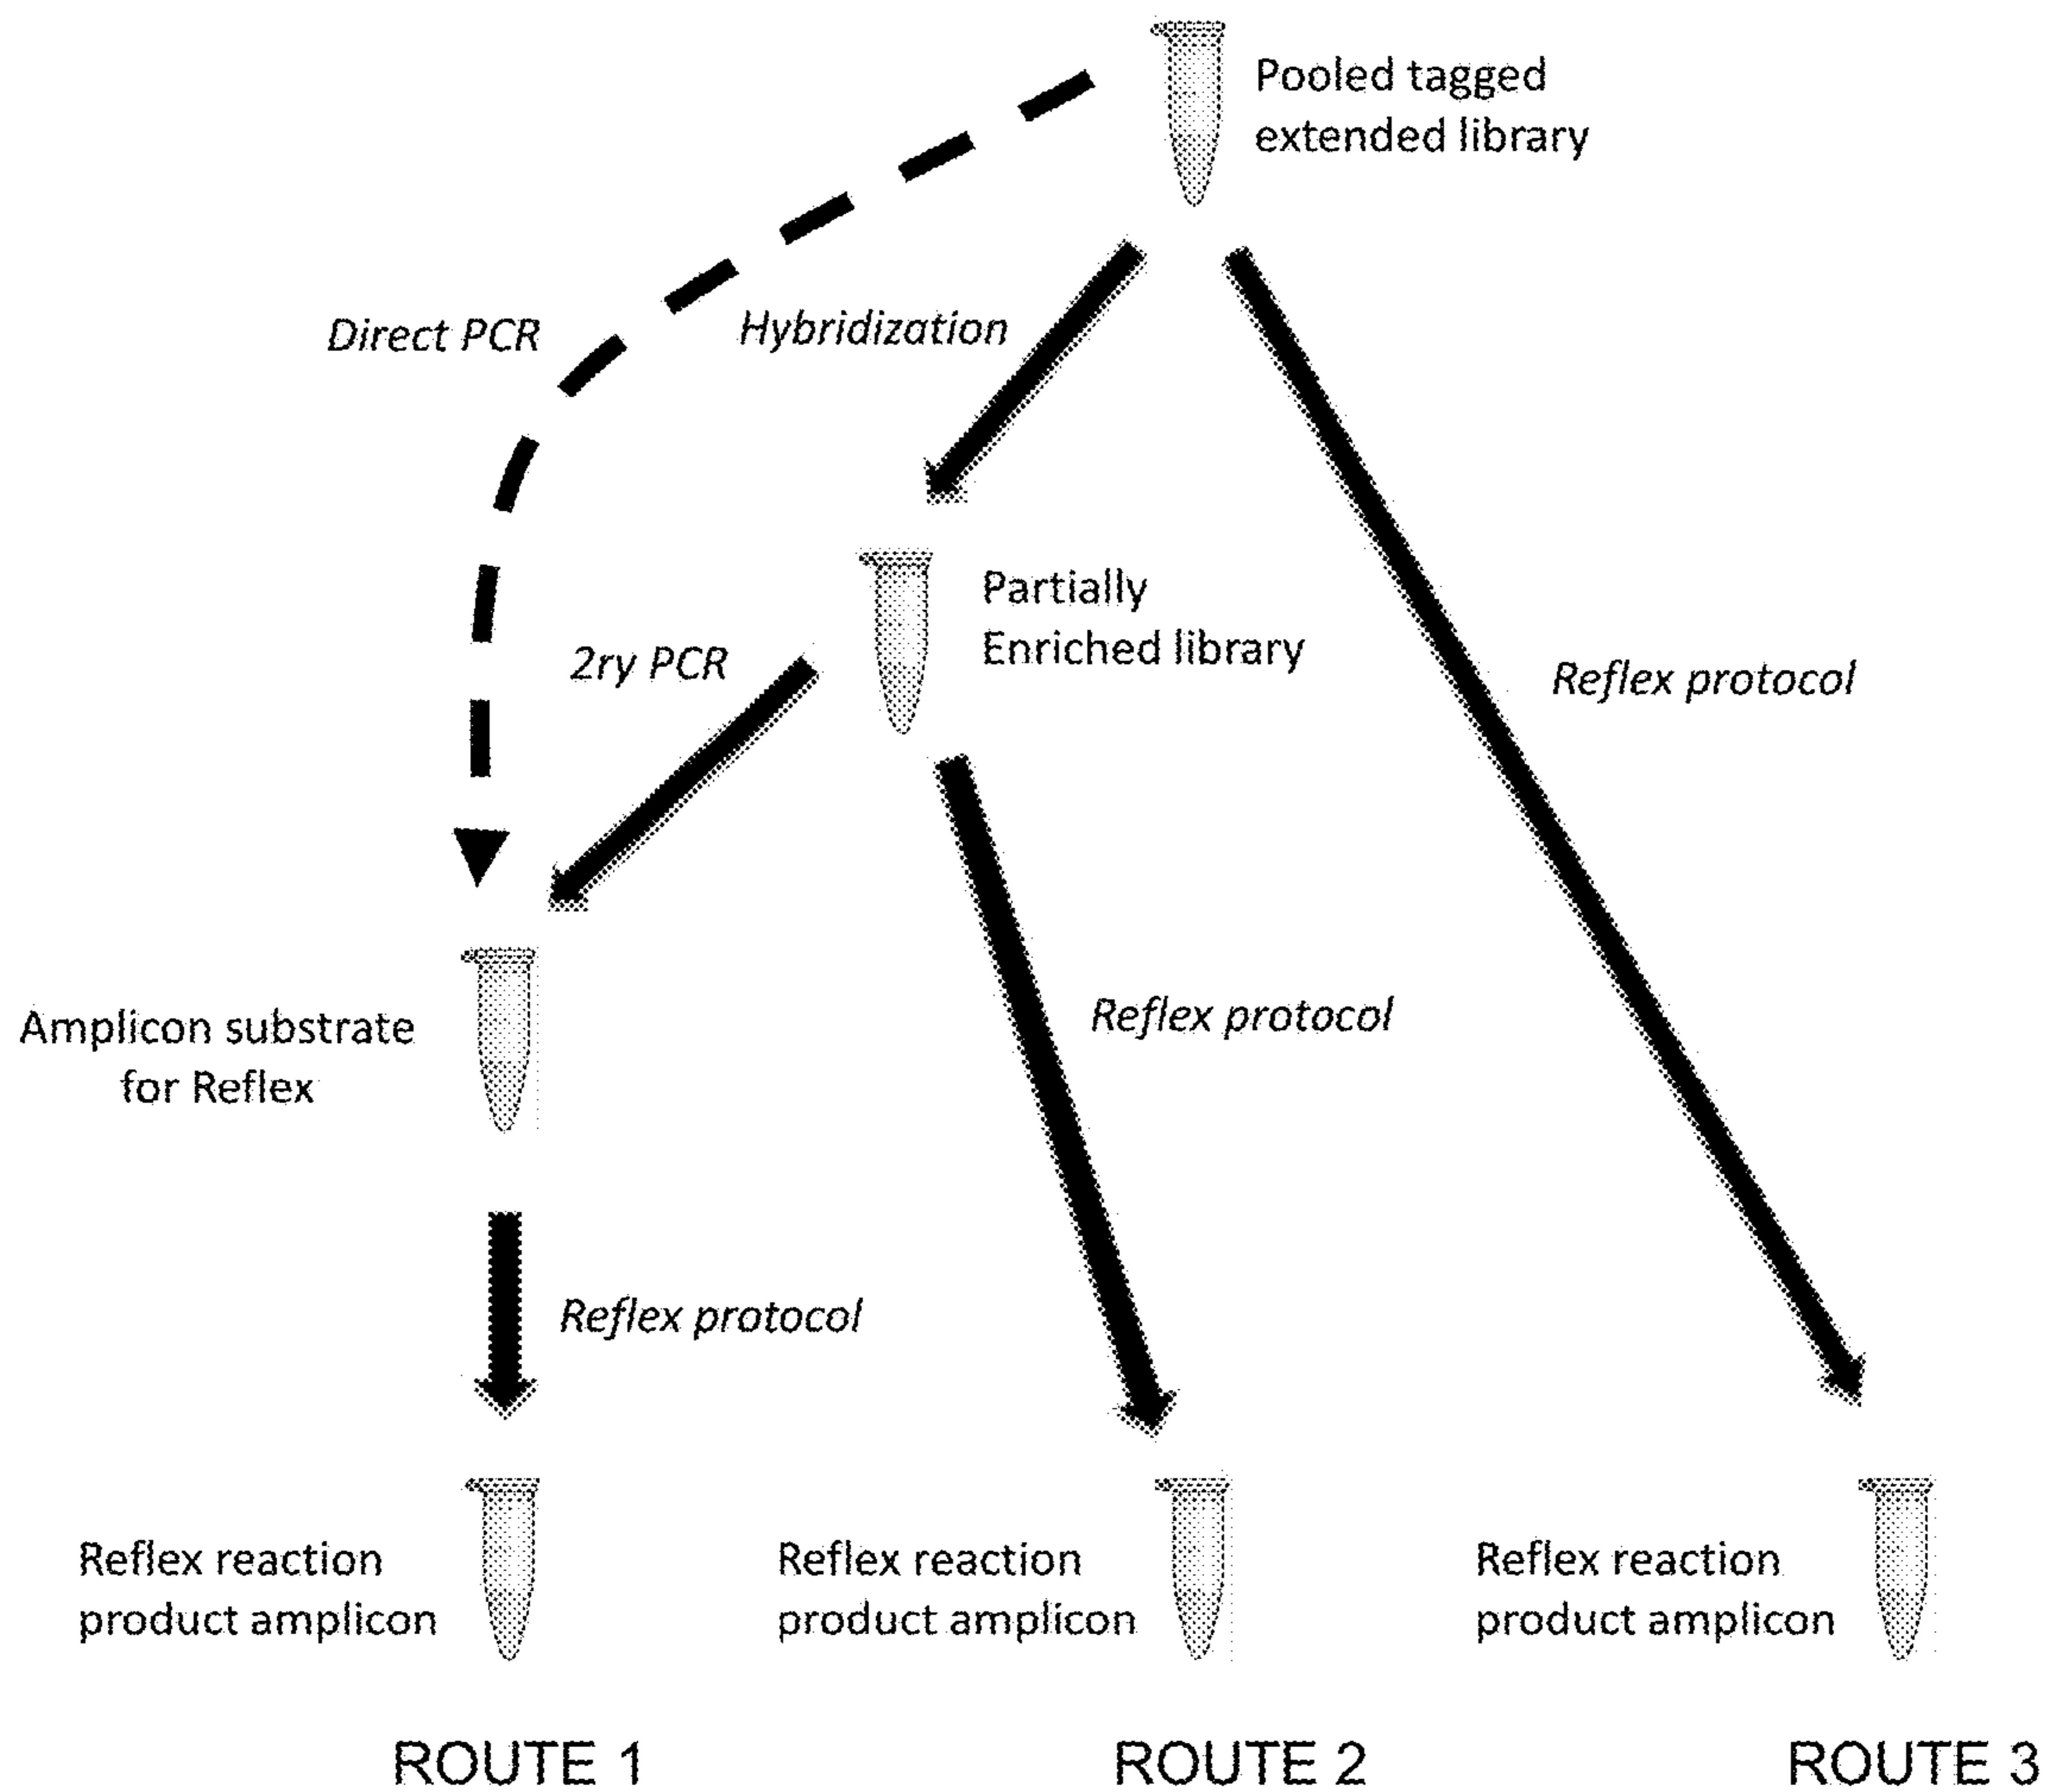 Pooled tagged
extended library
Direct PCR
Hybridization
Partially
Enriched library
2ry PCR
Reflex protocol
Amplicon substrate
for Reflex
Reflex protocol
Reflex protocol
Reflex reaction
product amplicon
Reflex reaction
product amplicon
Reflex reaction
product amplicon
ROUTE 1
ROUTE 2
ROUTE 3